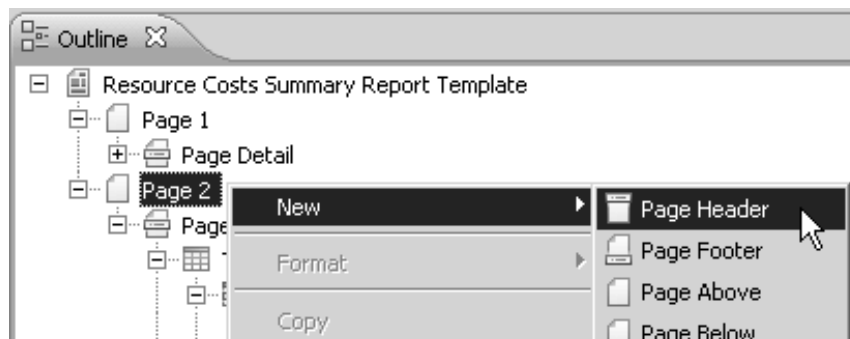 Outline
Resource Costs Summary Report Template
Page 1
Page Detail
Page 2
New
Page Header
Page
Page Footer
Format
Page Above
Copy
Page Below